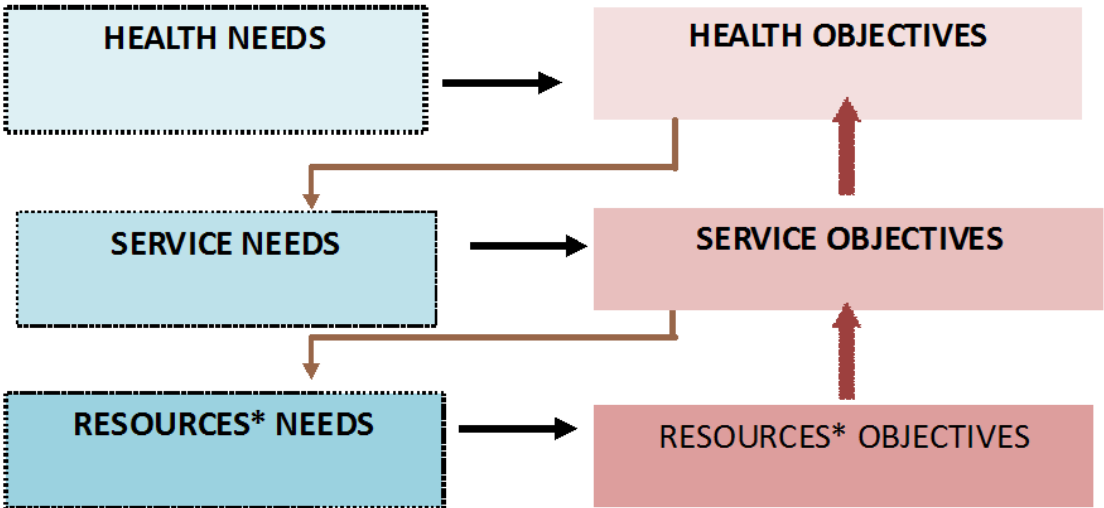 HEALTH NEEDS
HEALTH OBJECTIVES
SERVICE NEEDS
SERVICE OBJECTIVES
RESOURCES* NEEDS
RESOURCES* OBJECTIVES